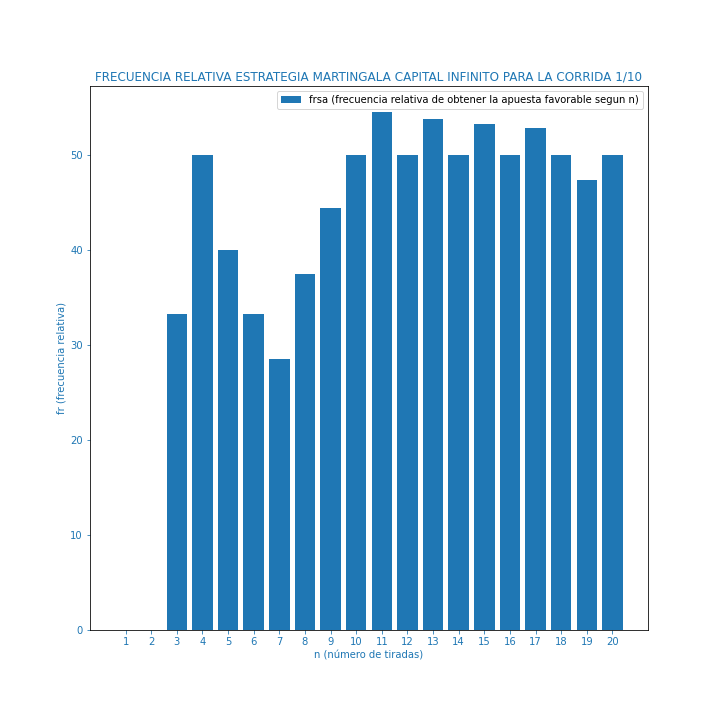 FRECUENCIA RELATIVA ESTRATEGIA MARTINGALA CAPITAL INFINITO PARA LA CORRIDA 1/10
frsa (frecuencia relativa de obtener la apuesta favorable segun n)
50
40
30
20
10
0
fr (frecuencia relativa)
1 2 3 4 5 6 7 8 9 10 11 12 13 14 15 16 17 18 19 20
n (número de tiradas)